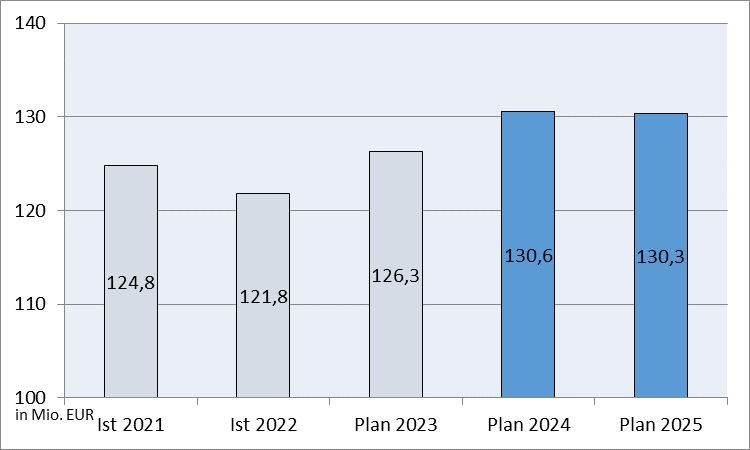 140
130
120
110
100
in Mio. EUR
124,8
121,8
126,3
130,6
130,3
Ist 2021
Ist 2022
Plan 2023
Plan 2024
Plan 2025